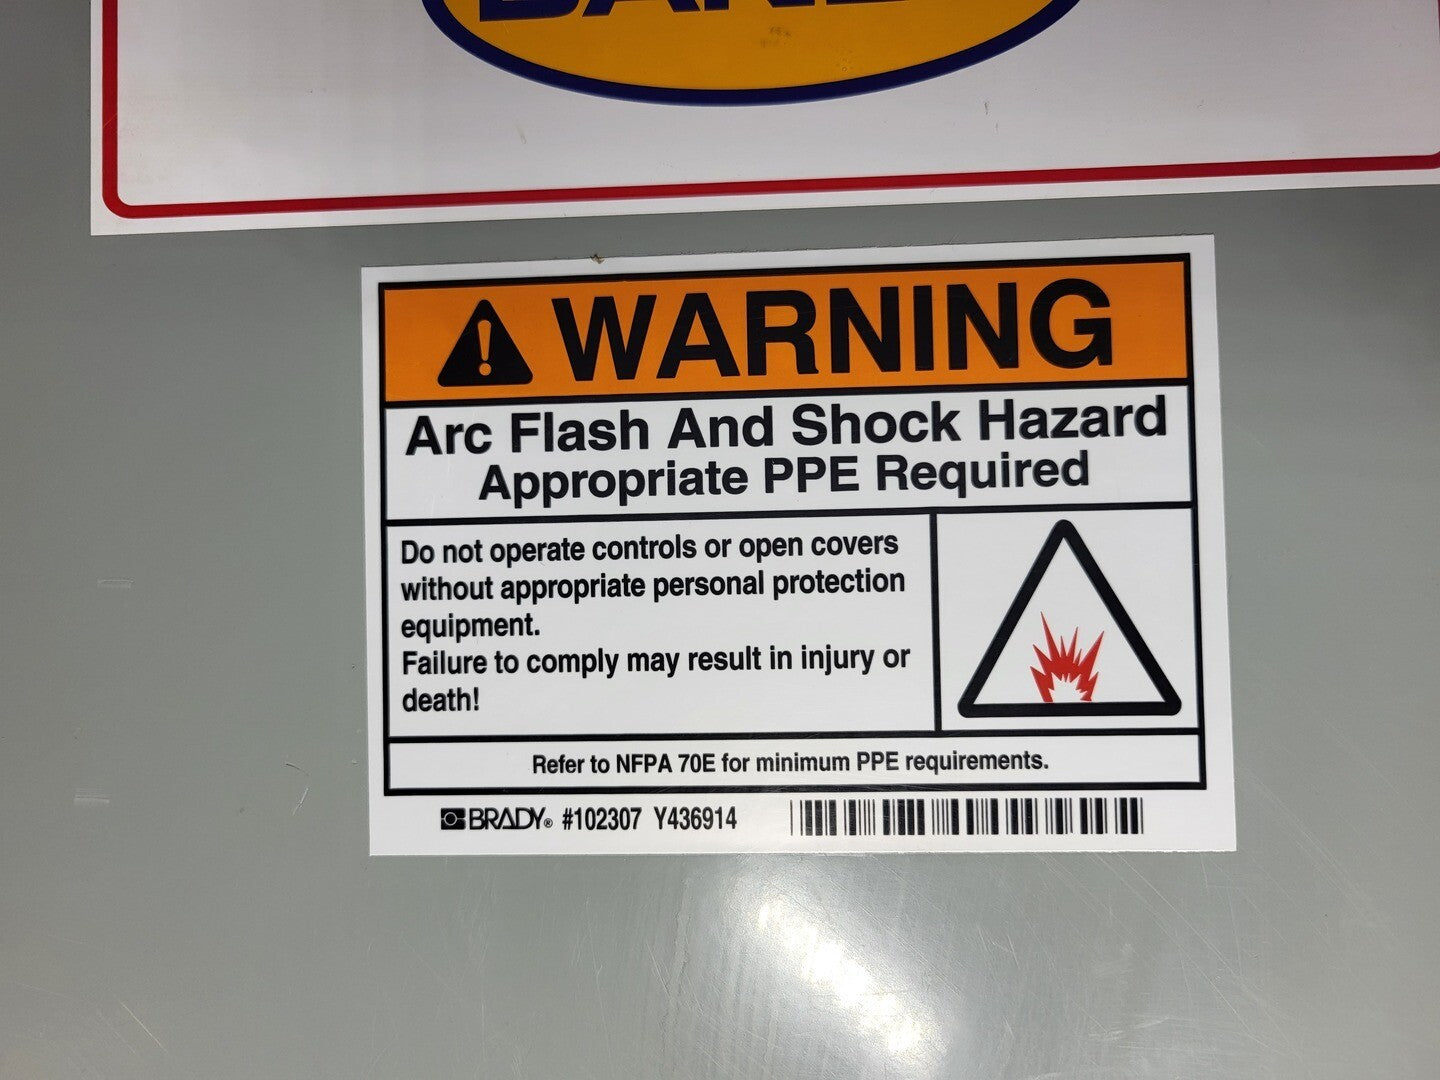 WARNING
Arc Flash And Shock Hazard
Appropriate PPE Required
Do not operate controls or open covers
without appropriate personal protection
equipment.
Failure to comply may result in injury or
death!
Refer to NFPA 70E for minimum PPE requirements.
BRADY® #102307 Y436914